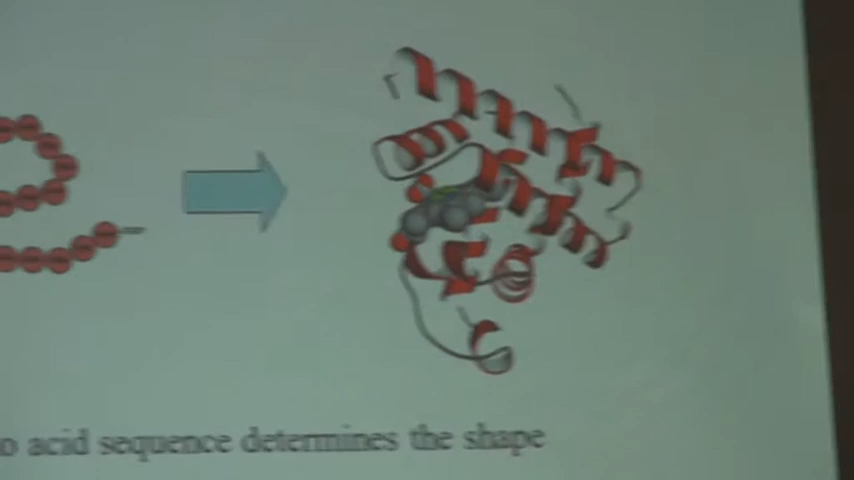 o acid sequence determines the shape